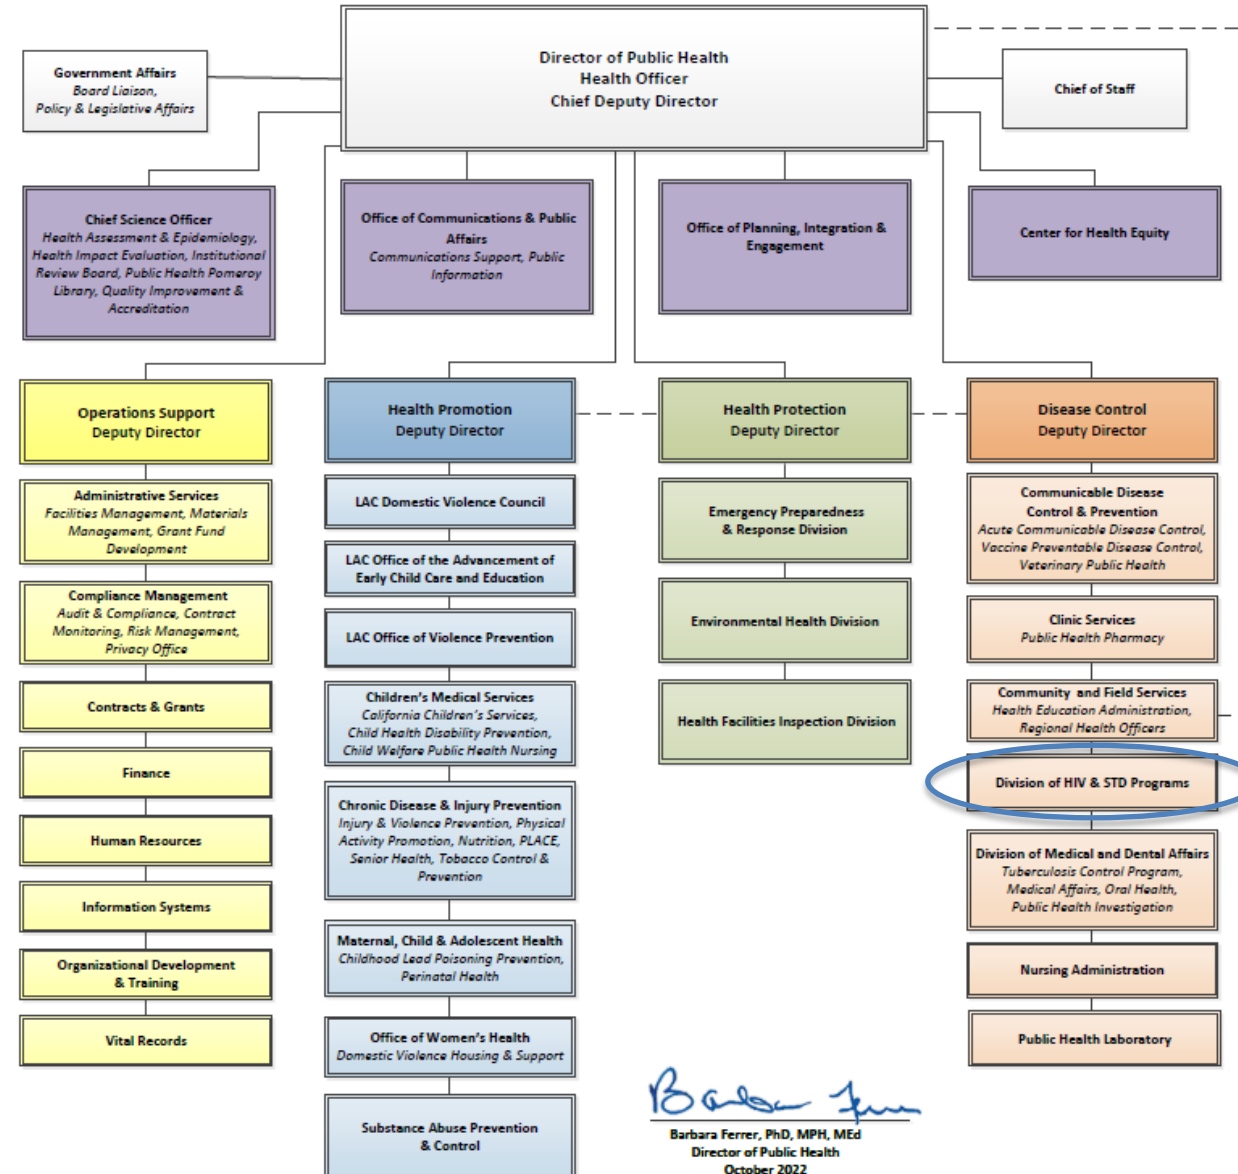 Director of Public Health
Health Officer
Chief Deputy Director
Government Affairs
Board Liaison,
Policy & Legislative Affairs
Chief of Staff
Chief Science Officer
Health Assessment & Epidemiology,
Health Impact Evaluation, Institutional
Review Board, Public Health Pomeroy
Library, Quality Improvement &
Accreditation
Office of Communications & Public
Affairs
Communications Support, Public
Information
Office of Planning, Integration &
Engagement
Center for Health Equity
Operations Support
Deputy Director
Administrative Services
Facilities Management, Materials
Management, Grant Fund
Development
Compliance Management
Audit & Compliance, Contract
Monitoring, Risk Management,
Privacy Office
Contracts & Grants
Finance
Human Resources
Information Systems
Organizational Development
& Training
Vital Records
Health Promotion
Deputy Director
LAC Domestic Violence Council
LAC Office of the Advancement of
Early Child Care and Education
LAC Office of Violence Prevention
Children's Medical Services
California Children's Services,
Child Health Disability Prevention,
Child Welfare Public Health Nursing
Chronic Disease & Injury Prevention
Injury & Violence Prevention, Physical
Activity Promotion, Nutrition, PLACE,
Senior Health, Tobacco Control &
Prevention
Maternal, Child & Adolescent Health
Childhood Lead Poisoning Prevention,
Perinatal Health
Office of Women's Health
Domestic Violence Housing & Support
Substance Abuse Prevention
& Control
Health Protection
Deputy Director
Emergency Preparedness
& Response Division
Environmental Health Division
Health Facilities Inspection Division
Disease Control
Deputy Director
Communicable Disease
Control & Prevention
Acute Communicable Disease Control,
Vaccine Preventable Disease Control,
Veterinary Public Health
Clinic Services
Public Health Pharmacy
Community and Field Services
Health Education Administration,
Regional Health Officers
Division of HIV & STD Programs
Division of Medical and Dental Affairs
Tuberculosis Control Program,
Medical Affairs, Oral Health,
Public Health Investigation
Nursing Administration
Public Health Laboratory
Barbara Ferrer
Barbara Ferrer, PhD, MPH, MEd
Director of Public Health
October 2022